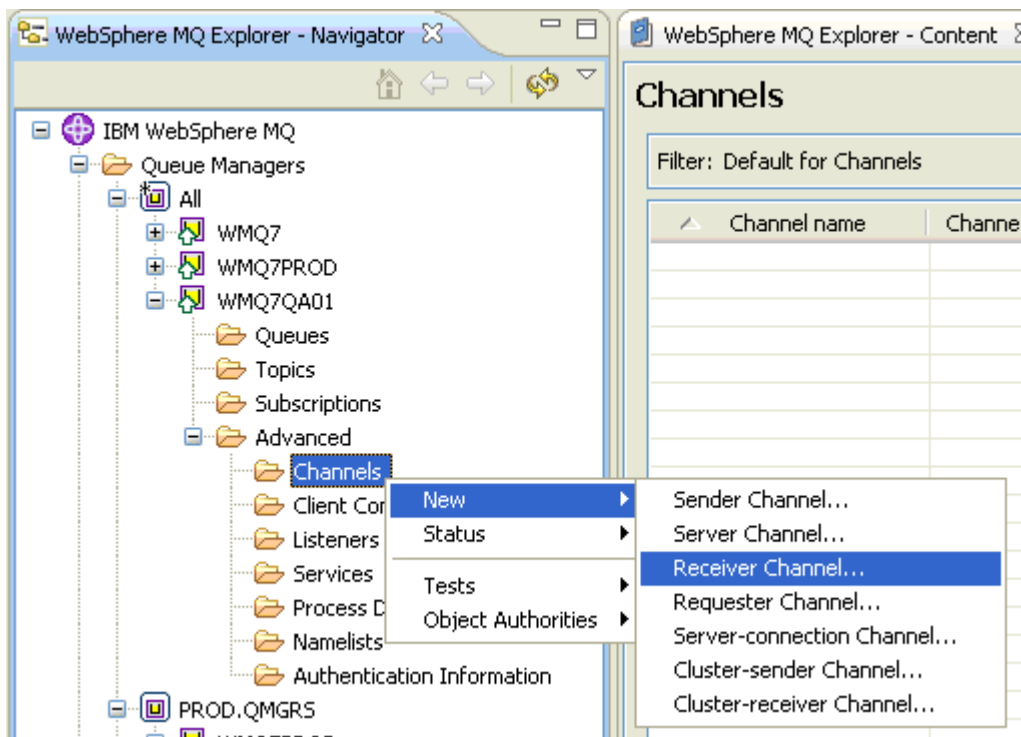 WebSphere MQ Explorer - Navigator
WebSphere MQ Explorer - Content
Channels
Filter: Default for Channels
Channel name
Channe
IBM WebSphere MQ
Queue Managers
All
WMQ7
WMQ7PROD
WMQ7QA01
Queues
Topics
Subscriptions
Advanced
Channels
Client Cor
Listeners
Services
Process D
Namelists
Authentication Information
PROD.QMGRS
New
Status
Tests
Object Authorities
Sender Channel...
Server Channel...
Receiver Channel...
Requester Channel...
Server-connection Channel...
Cluster-sender Channel...
Cluster-receiver Channel...